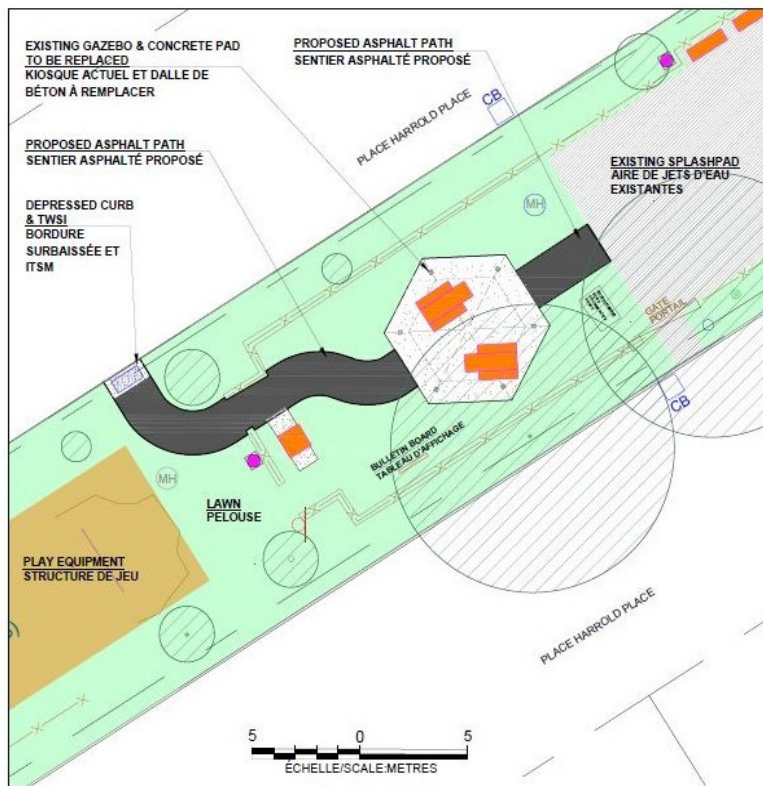 EXISTING GAZEBO & CONCRETE PAD
TO BE REPLACED
KIOSQUE ACTUEL ET DALLE DE
BÉTON À REMPLACER
PROPOSED ASPHALT PATH
SENTIER ASPHALTÉ PROPOSÉ
PLACE HARROLD PLACE
CB
PROPOSED ASPHALT PATH
SENTIER ASPHALTÉ PROPOSÉ
EXISTING SPLASHPAD
AIRE DE JETS D'EAU
EXISTANTES
DEPRESSED CURB
& TWSI
BORDURE
SURBAISSÉE ET
ITSM
MH
GATE
PORTAIL
CB
BULLETIN BOARD
TABLEAU D'AFFICHAGE
MH
LAWN
PELOUSE
PLAY EQUIPMENT
STRUCTURE DE JEU
PLACE HARROLD PLACE
5 0 5
ÉCHELLE/SCALE:METRES